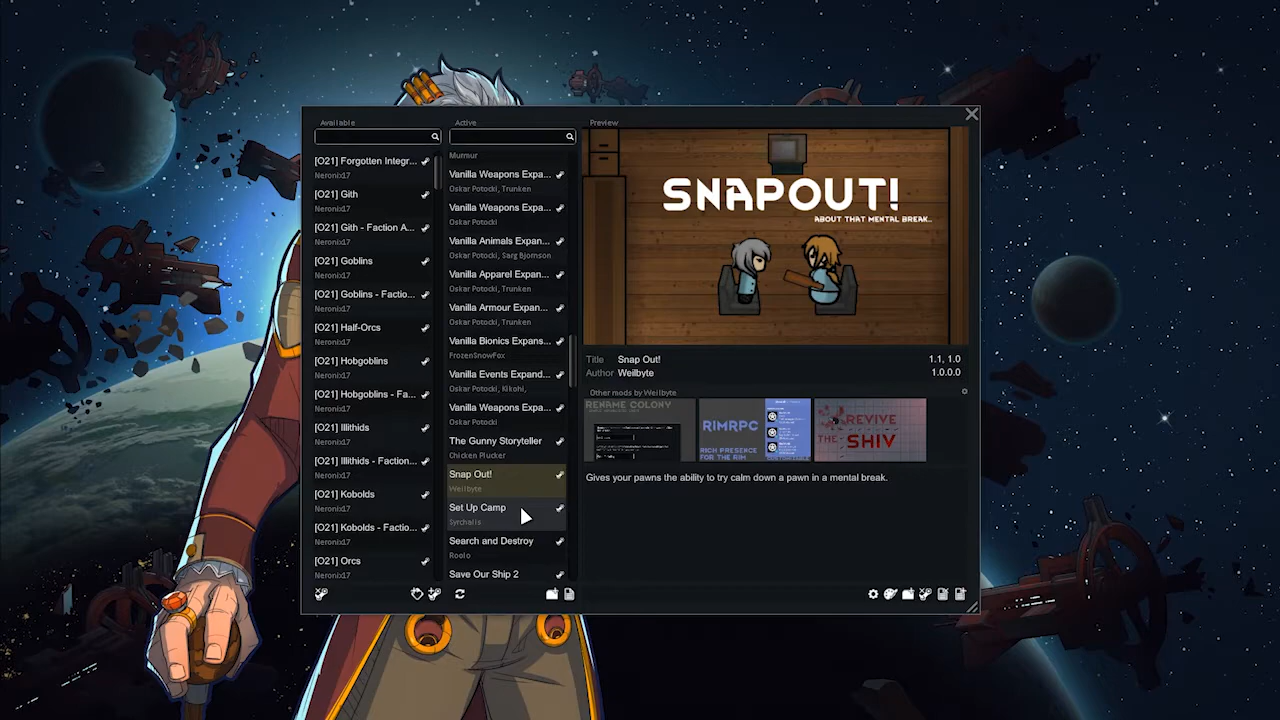 Available
Active
Preview
[O21] Forgotten Integr...
Neronix17
[O21] Gith
Neronix17
[O21] Gith - Faction A...
Neronix17
[O21] Goblins
Neronix17
[O21] Goblins - Factio...
Neronix17
[O21] Half-Orcs
Neronix17
[O21] Hobgoblins
Neronix17
[O21] Hobgoblins - Fa...
Neronix17
[O21] Illithids
Neronix17
[O21] Illithids - Faction...
Neronix17
[O21] Kobolds
Neronix17
[O21] Kobolds - Factio...
Neronix17
[O21] Orcs
Neronix17
Murmur
Vanilla Weapons Expa...
Oskar Potocki, Trunken
Vanilla Weapons Expa...
Oskar Potocki
Vanilla Animals Expan...
Oskar Potocki, Sarg Bjornson
Vanilla Apparel Expan...
Oskar Potocki, Trunken
Vanilla Armour Expan...
Oskar Potocki, Trunken
Vanilla Bionics Expans...
FrozenSnowFox
Vanilla Events Expand...
Oskar Potocki, Kikohi,
Vanilla Weapons Expa...
Oskar Potocki
The Gunny Storyteller
Chicken Plucker
Snap Out!
Weilbyte
Set Up Camp
Syrchalis
Search and Destroy
Roolo
Save Our Ship 2
SNAPOUT!
ABOUT THAT MENTAL BREAK..
Title Snap Out! 1.1, 1.0
Author Weilbyte 1.0.0.0
Other mods by Weilbyte
RENAME COLONY
RIMRPC
RICH PRESENCE
FOR THE RIM
REVIVE
THE SHIV
Gives your pawns the ability to try calm down a pawn in a mental break.